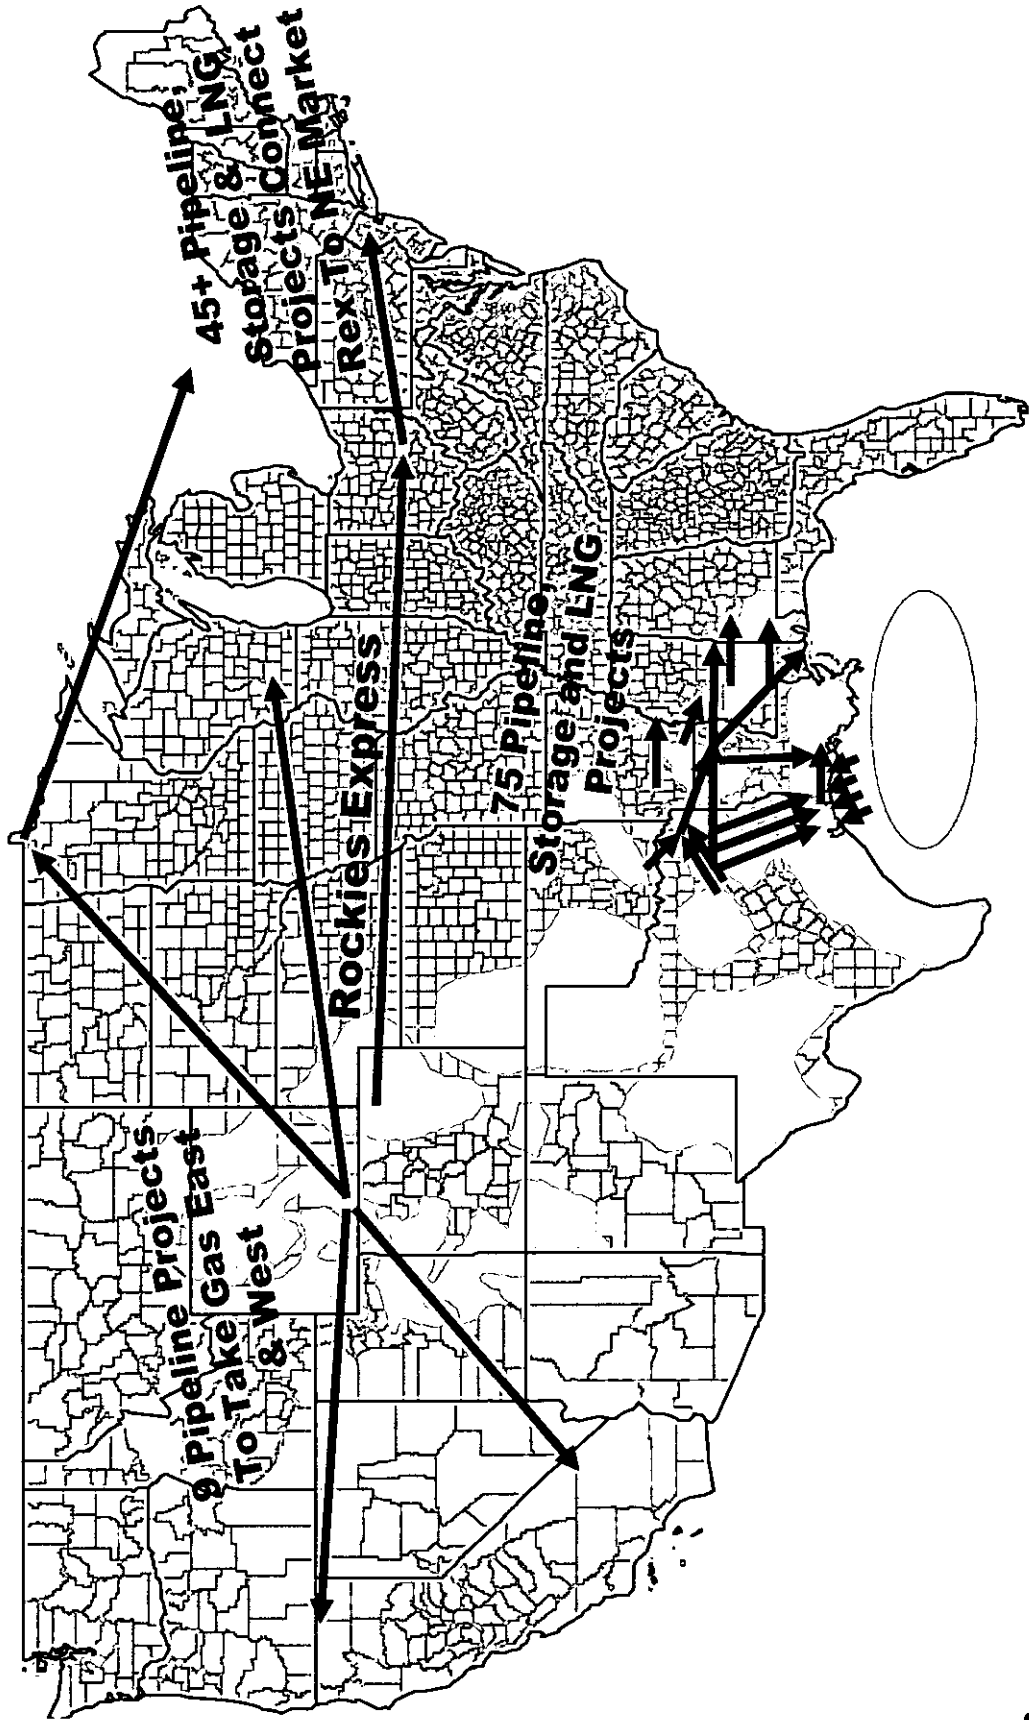 9 Pipeline Projects
To Take Gas East
& West
Rockies Express
75 Pipeline,
Storage and LNG
Projects
45+ Pipeline,
Storage & LNG
Projects Connect
Rex To NE Market